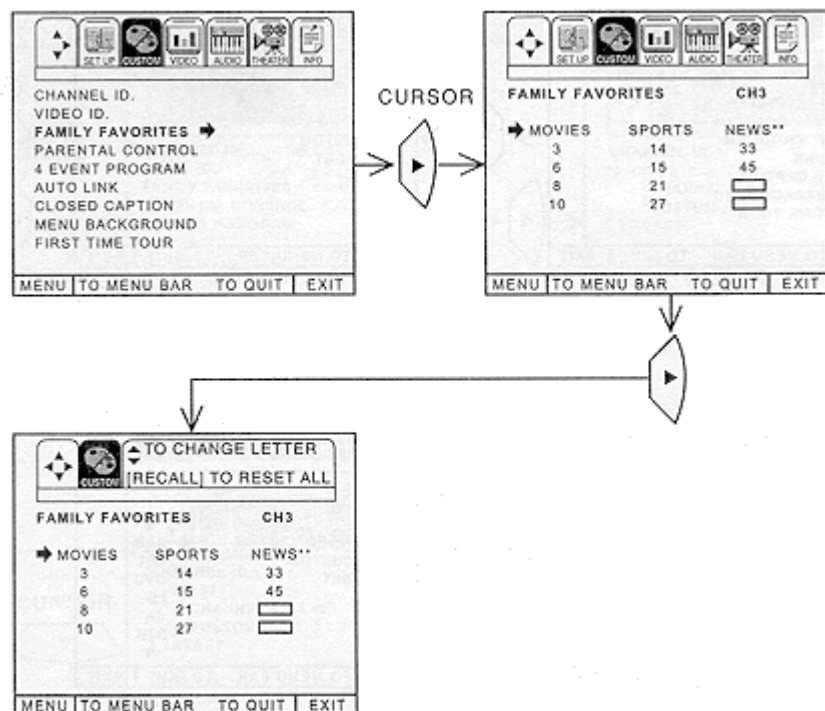 SET UP CUSTOM VIDEO AUDIO THEATER INFO
CHANNEL ID.
VIDEO ID.
FAMILY FAVORITES
PARENTAL CONTROL
4 EVENT PROGRAM
AUTO LINK
CLOSED CAPTION
MENU BACKGROUND
FIRST TIME TOUR
MENU TO MENU BAR TO QUIT EXIT
CURSOR
SET UP CUSTOM VIDEO AUDIO THEATER INFO
FAMILY FAVORITES CH3
MOVIES SPORTS NEWS**
3 14 33
6 15 45
8 21
10 27
MENU TO MENU BAR TO QUIT EXIT
CUSTOM
TO CHANGE LETTER
[RECALL] TO RESET ALL
FAMILY FAVORITES CH3
MOVIES SPORTS NEWS**
3 14 33
6 15 45
8 21
10 27
MENU TO MENU BAR TO QUIT EXIT